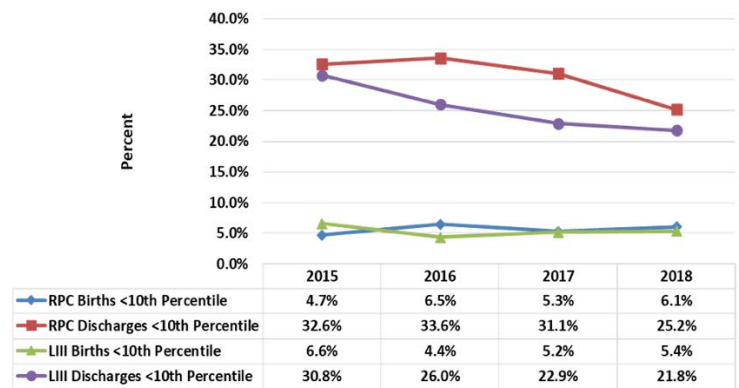 40.0%
35.0%
30.0%
25.0%
20.0%
15.0%
10.0%
5.0%
0.0%
Percent
2015 2016 2017 2018
RPC Births <10th Percentile 4.7% 6.5% 5.3% 6.1%
RPC Discharges <10th Percentile 32.6% 33.6% 31.1% 25.2%
LIII Births <10th Percentile 6.6% 4.4% 5.2% 5.4%
LIII Discharges <10th Percentile 30.8% 26.0% 22.9% 21.8%